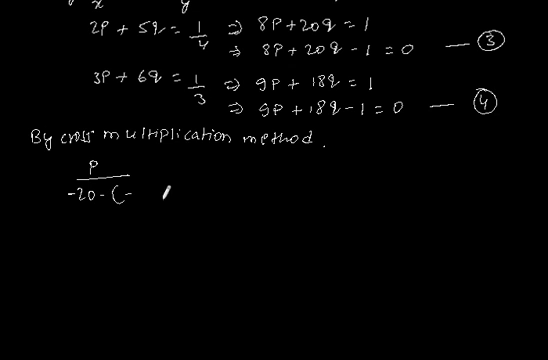 x y
2p + 5q = 1/4 ⇒ 8p + 20q = 1
⇒ 8p + 20q - 1 = 0 — ③
3p + 6q = 1/3 ⇒ 9p + 18q = 1
⇒ 9p + 18q - 1 = 0 — ④
By cross multiplication method.
p
-20 - (-